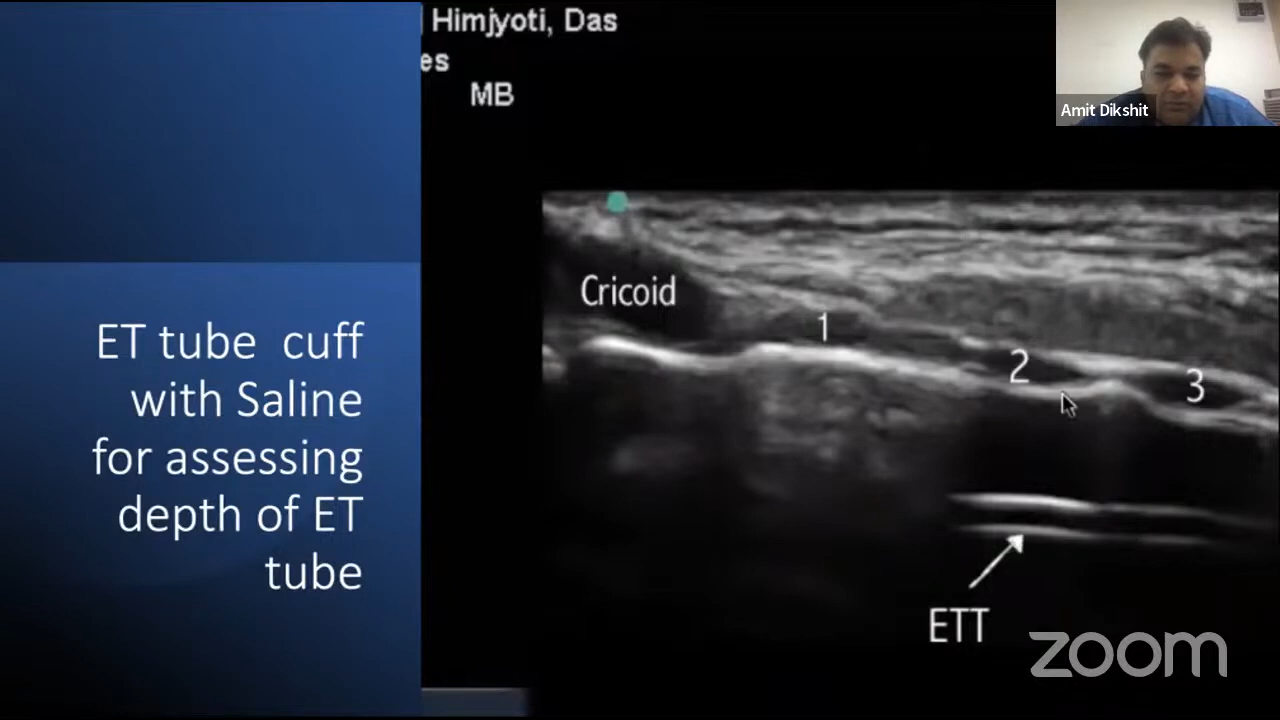 Himjyoti, Das
es
MB
Amit Dikshit
Cricoid
1
2
3
ETT
ET tube cuff
with Saline
for assessing
depth of ET
tube
zoom